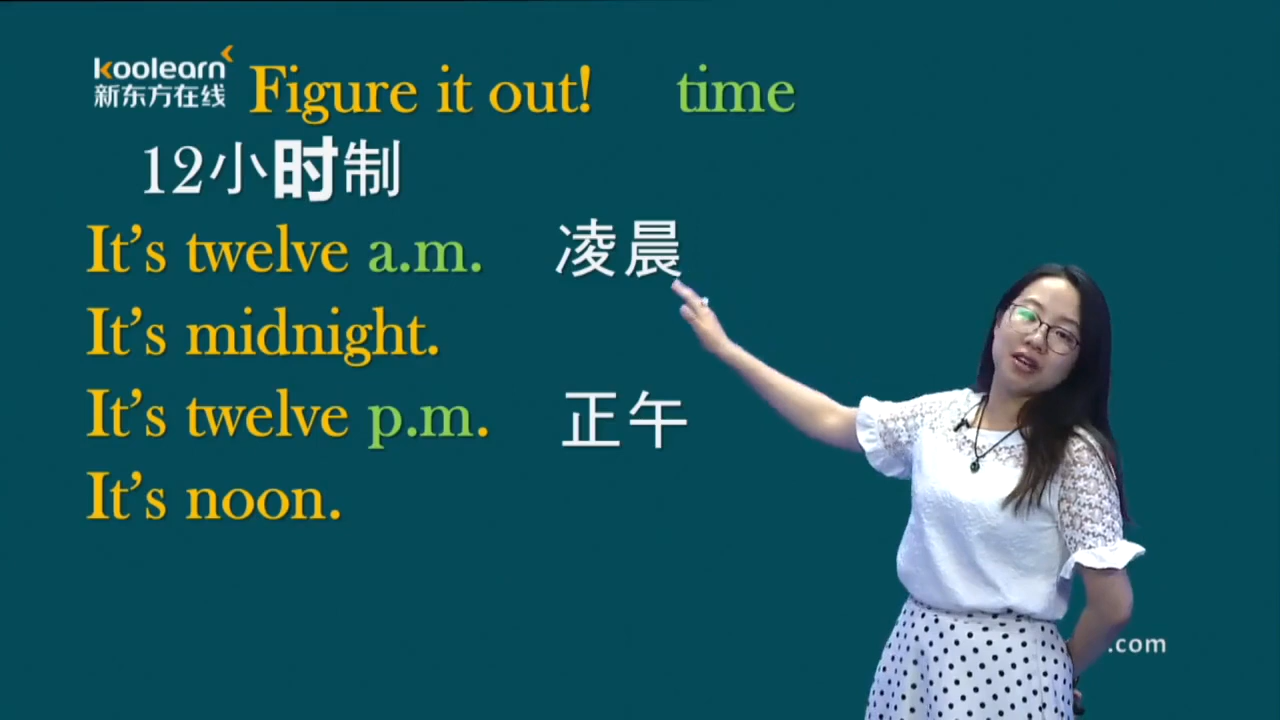 koolearn
新东方在线
Figure it out! time
12小时制
It's twelve a.m. 凌晨
It's midnight.
It's twelve p.m. 正午
It's noon.
.com